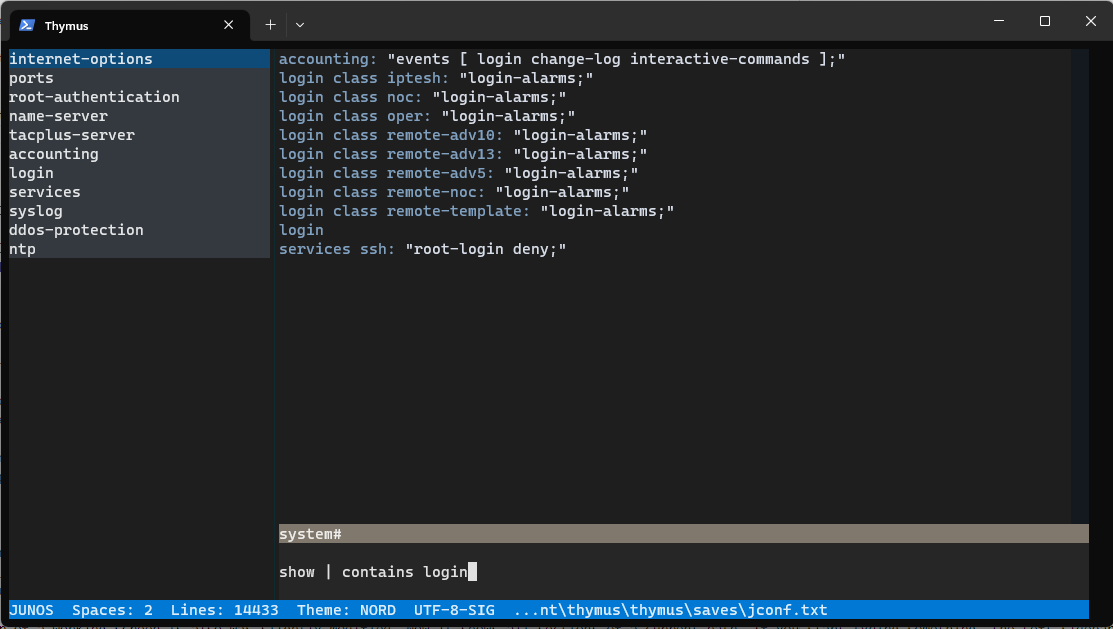 Thymus
internet-options
ports
root-authentication
name-server
tacplus-server
accounting
login
services
syslog
ddos-protection
ntp
accounting: "events [ login change-log interactive-commands ];"
login class iptesh: "login-alarms;"
login class noc: "login-alarms;"
login class oper: "login-alarms;"
login class remote-adv10: "login-alarms;"
login class remote-adv13: "login-alarms;"
login class remote-adv5: "login-alarms;"
login class remote-noc: "login-alarms;"
login class remote-template: "login-alarms;"
login
services ssh: "root-login deny;"
system#
show | contains login
JUNOS  Spaces: 2  Lines: 14433  Theme: NORD  UTF-8-SIG  ...nt\thymus\thymus\saves\jconf.txt